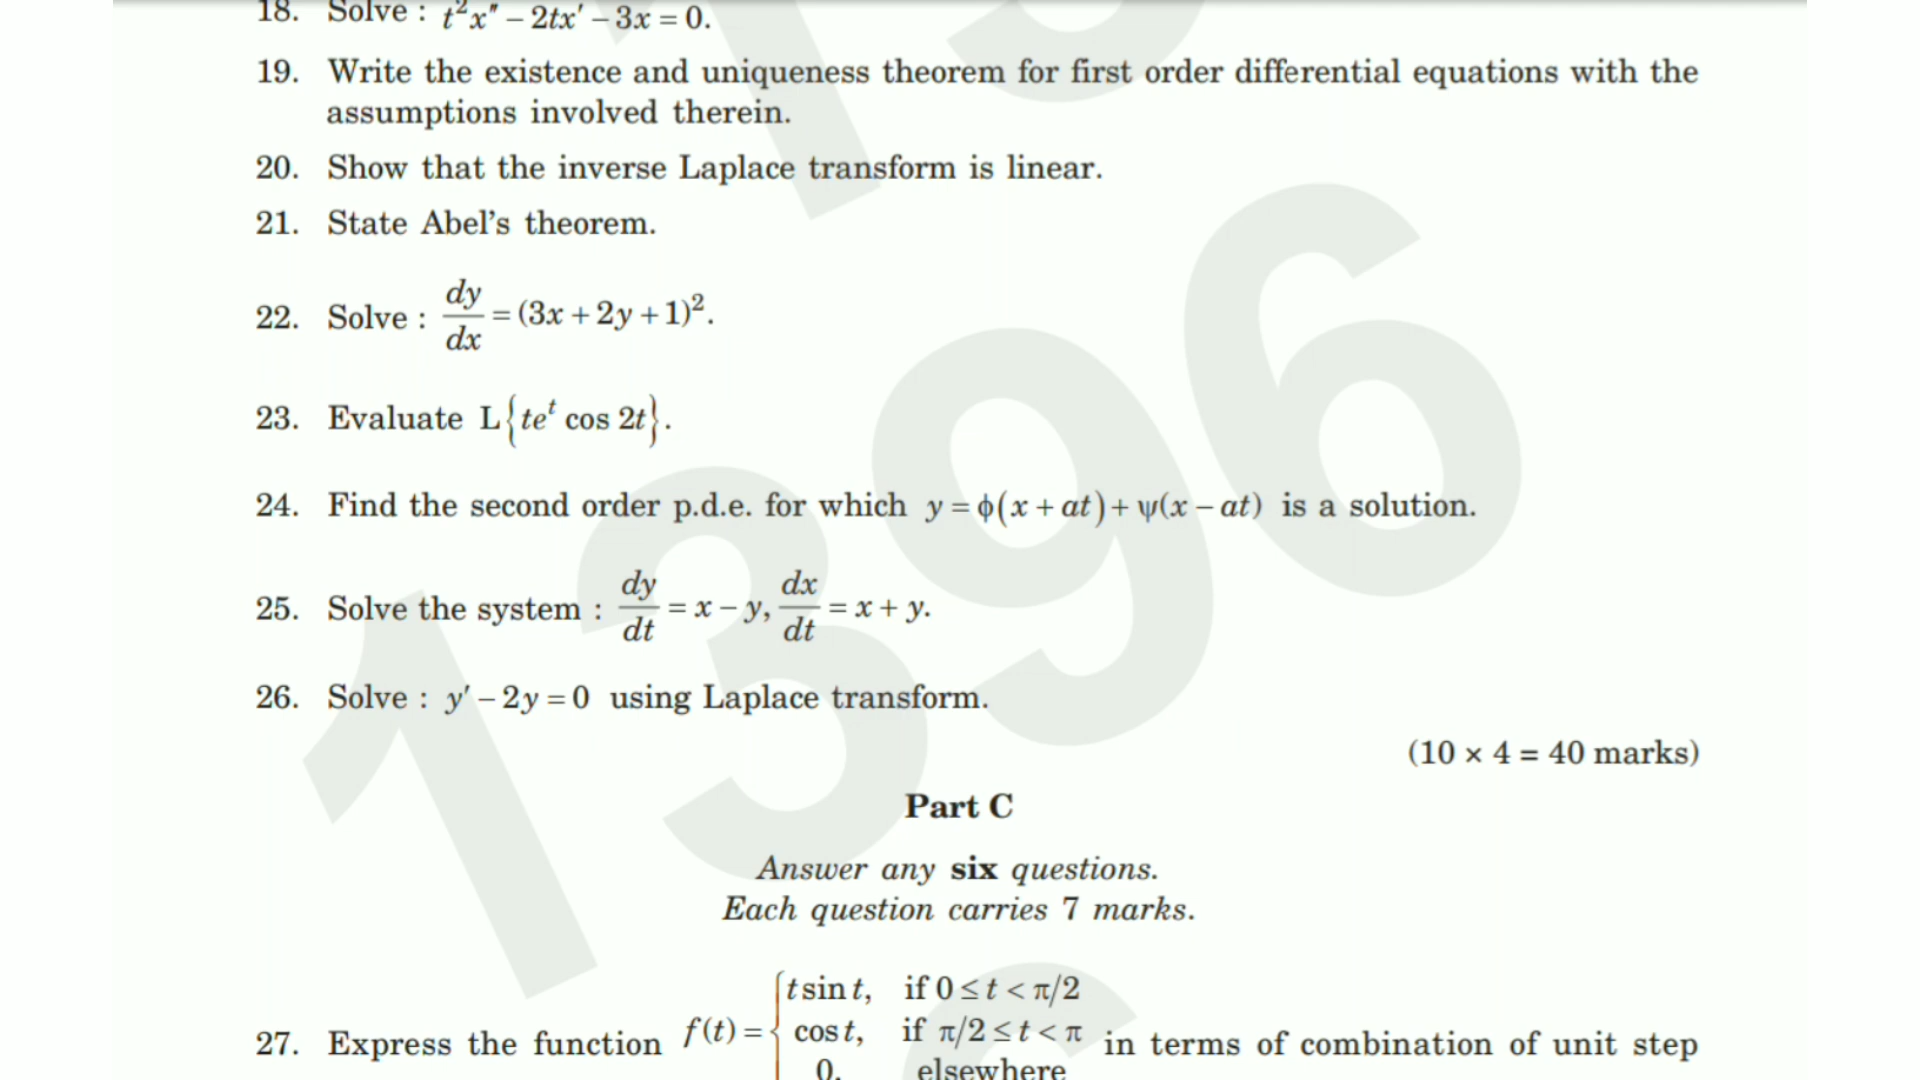 18. Solve : t²x″ – 2tx′ – 3x = 0.
19. Write the existence and uniqueness theorem for first order differential equations with the
assumptions involved therein.
20. Show that the inverse Laplace transform is linear.
21. State Abel’s theorem.
22. Solve : dy/dx = (3x + 2y + 1)².
23. Evaluate L{te^t cos 2t}.
24. Find the second order p.d.e. for which y = ϕ(x + at) + ψ(x – at) is a solution.
25. Solve the system : dy/dt = x – y, dx/dt = x + y.
26. Solve : y′ – 2y = 0 using Laplace transform.
(10 × 4 = 40 marks)
Part C
Answer any six questions.
Each question carries 7 marks.
27. Express the function f(t) = { t sin t, if 0 ≤ t < π/2
cos t, if π/2 ≤ t < π
0, elsewhere
in terms of combination of unit step
1396